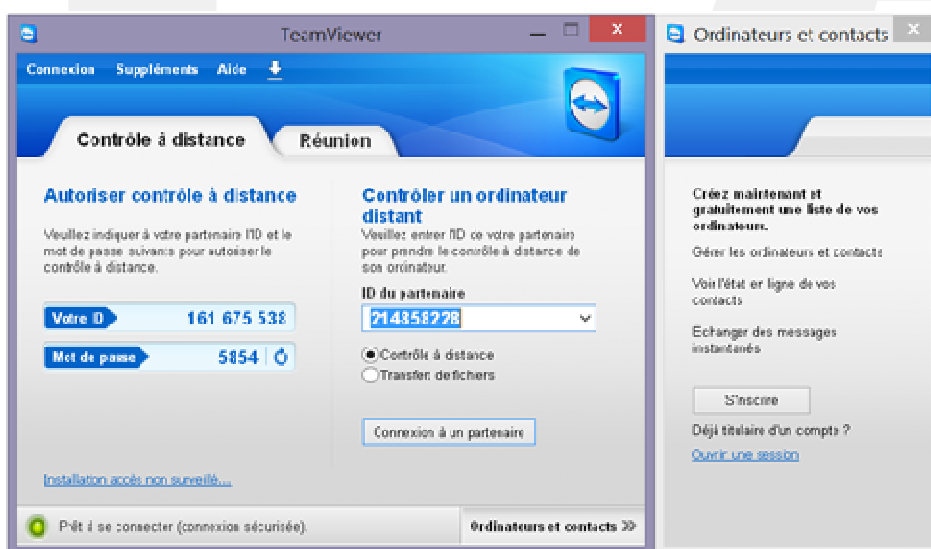 TeamViewer
Connexion Suppléments Aide
Contrôle à distance Réunion
Autoriser contrôle à distance
Veuillez indiquer à votre partenaire l'ID et le
mot de passe suivants pour autoriser le
contrôle à distance.
Votre ID 161 675 538
Mot de passe 5854
Installation accès non surveillé...
Contrôler un ordinateur
distant
Veuillez entrer l'ID de votre partenaire
pour prendre le contrôle à distance de
son ordinateur.
ID du partenaire
214858228
Contrôle à distance
Transfert de fichiers
Connexion à un partenaire
Prêt à se connecter (connexion sécurisée).
Ordinateurs et contacts >>
Ordinateurs et contacts
Créez maintenant et
gratuitement une liste de vos
ordinateurs.
Gérer les ordinateurs et contacts
Voir l'état en ligne de vos
contacts
Echanger des messages
instantanés
S'inscrire
Déjà titulaire d'un compte ?
Ouvrir une session